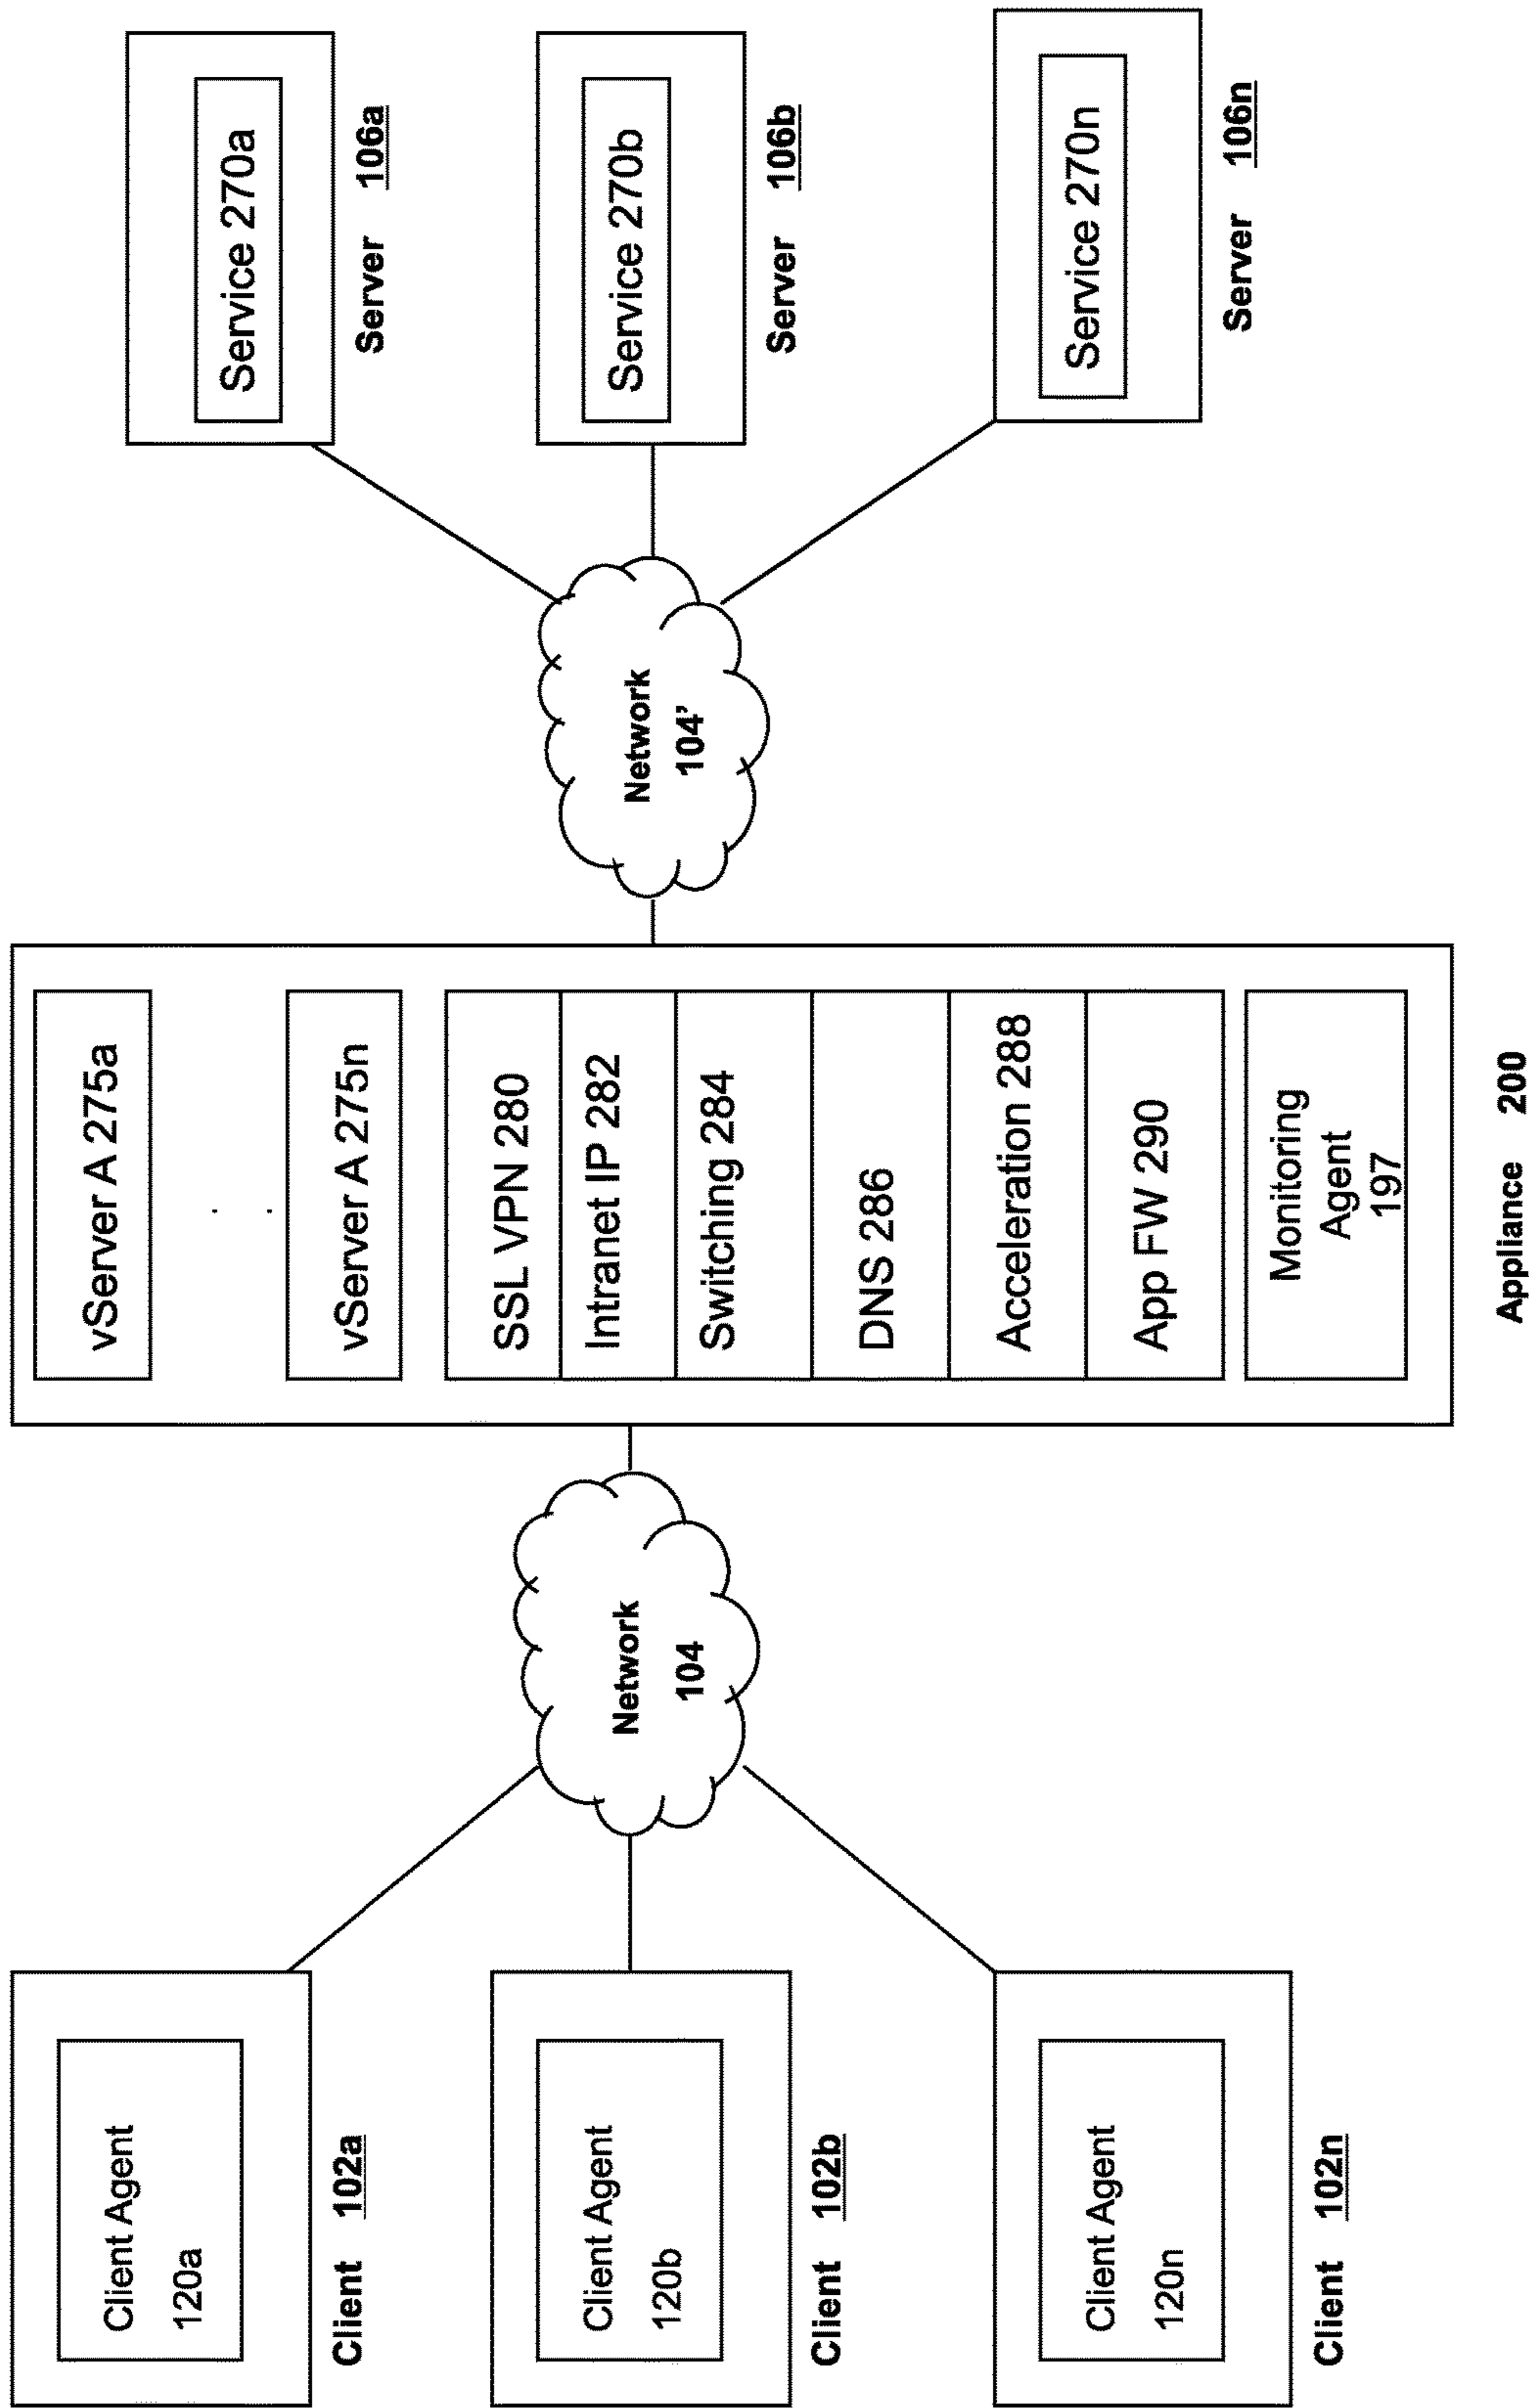 Client Agent
120a
Client 102a
Client Agent
120b
Client 102b
Client Agent
120n
Client 102n
Network
104
vServer A 275a
vServer A 275n
SSL VPN 280
Intranet IP 282
Switching 284
DNS 286
Acceleration 288
App FW 290
Monitoring
Agent
197
Appliance 200
Network
104'
Service 270a
Server 106a
Service 270b
Server 106b
Service 270n
Server 106n